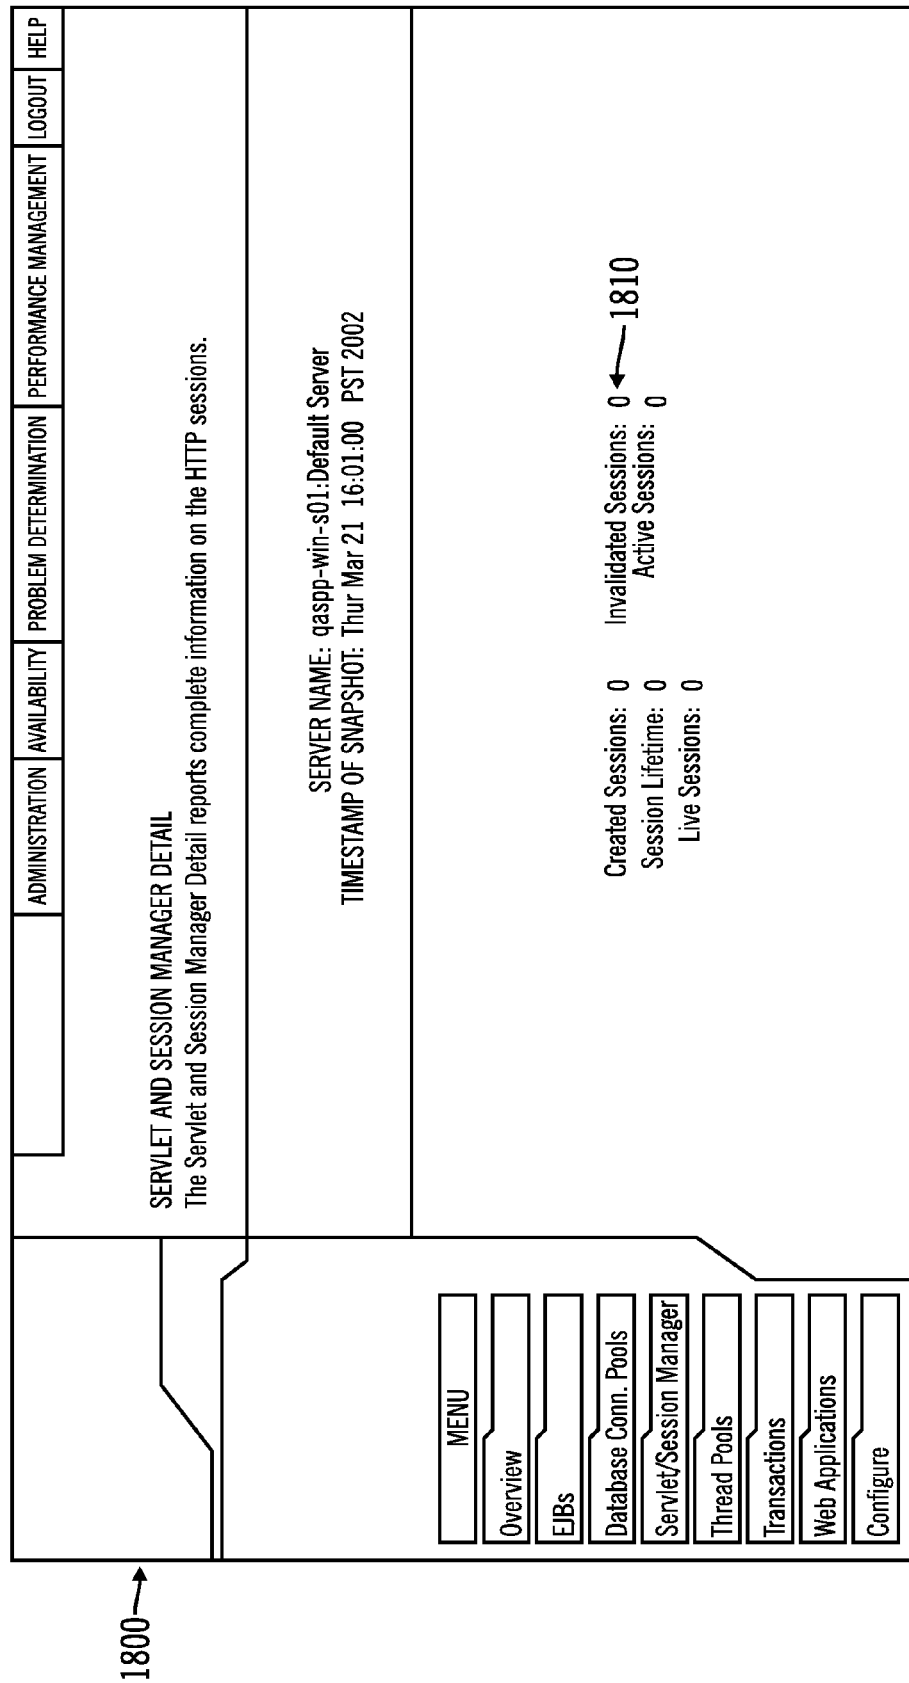 ADMINISTRATION AVAILABILITY PROBLEM DETERMINATION PERFORMANCE MANAGEMENT LOGOUT HELP
1800
SERVLET AND SESSION MANAGER DETAIL
The Servlet and Session Manager Detail reports complete information on the HTTP sessions.
SERVER NAME: qaspp-win-s01:Default Server
TIMESTAMP OF SNAPSHOT: Thur Mar 21 16:01:00 PST 2002
MENU
Overview
EJBs
Database Conn. Pools
Servlet/Session Manager
Thread Pools
Transactions
Web Applications
Configure
Created Sessions: 0 Invalidated Sessions: 0 1810
Session Lifetime: 0 Active Sessions: 0
Live Sessions: 0